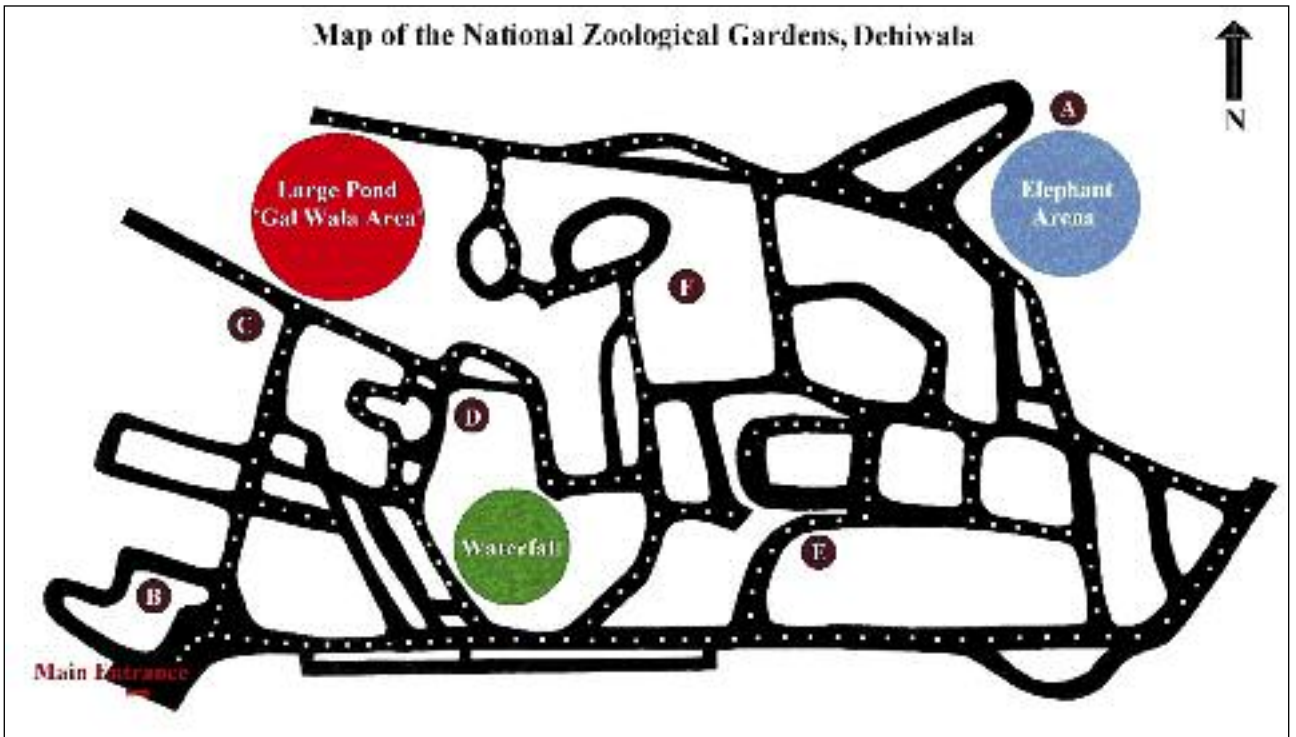 Map of the National Zoological Gardens, Dehiwala
N
A
Large Pond
'Gal Wala Area'
Elephant
Arena
F
C
D
Waterfall
E
B
Main Entrance